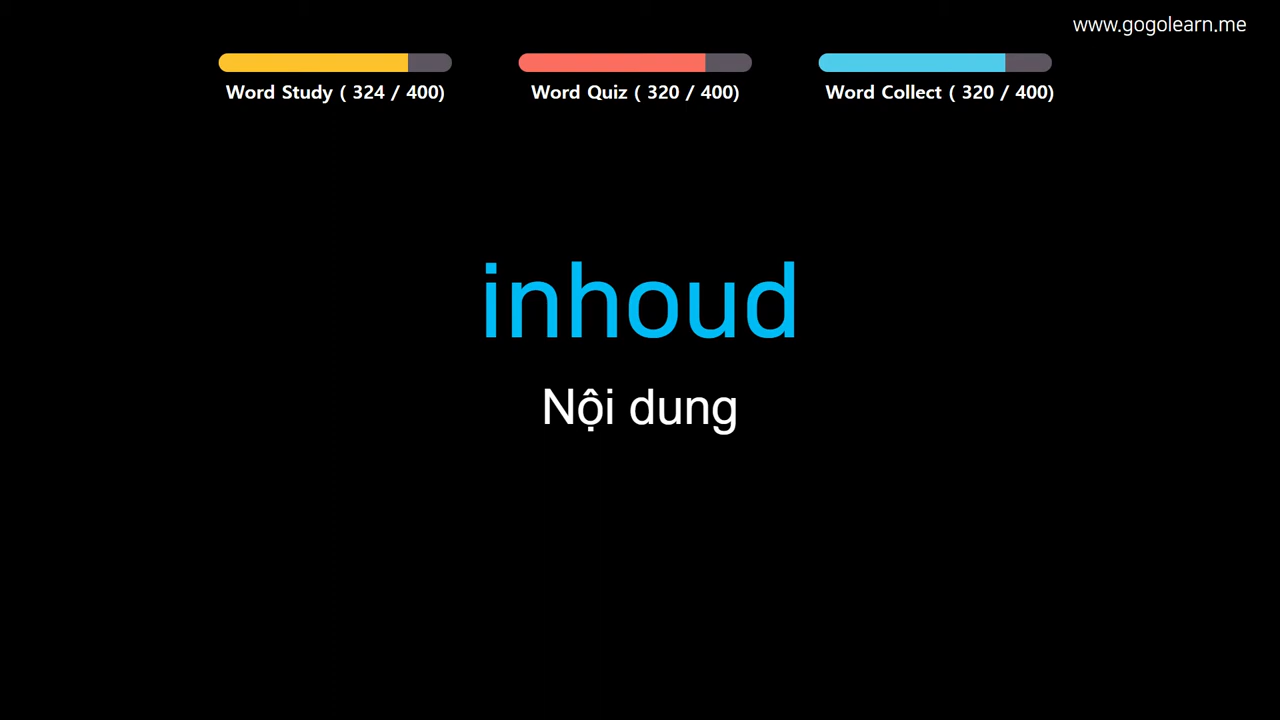 www.gogolearn.me
Word Study ( 324 / 400)
Word Quiz ( 320 / 400)
Word Collect ( 320 / 400)
inhoud
Nội dung